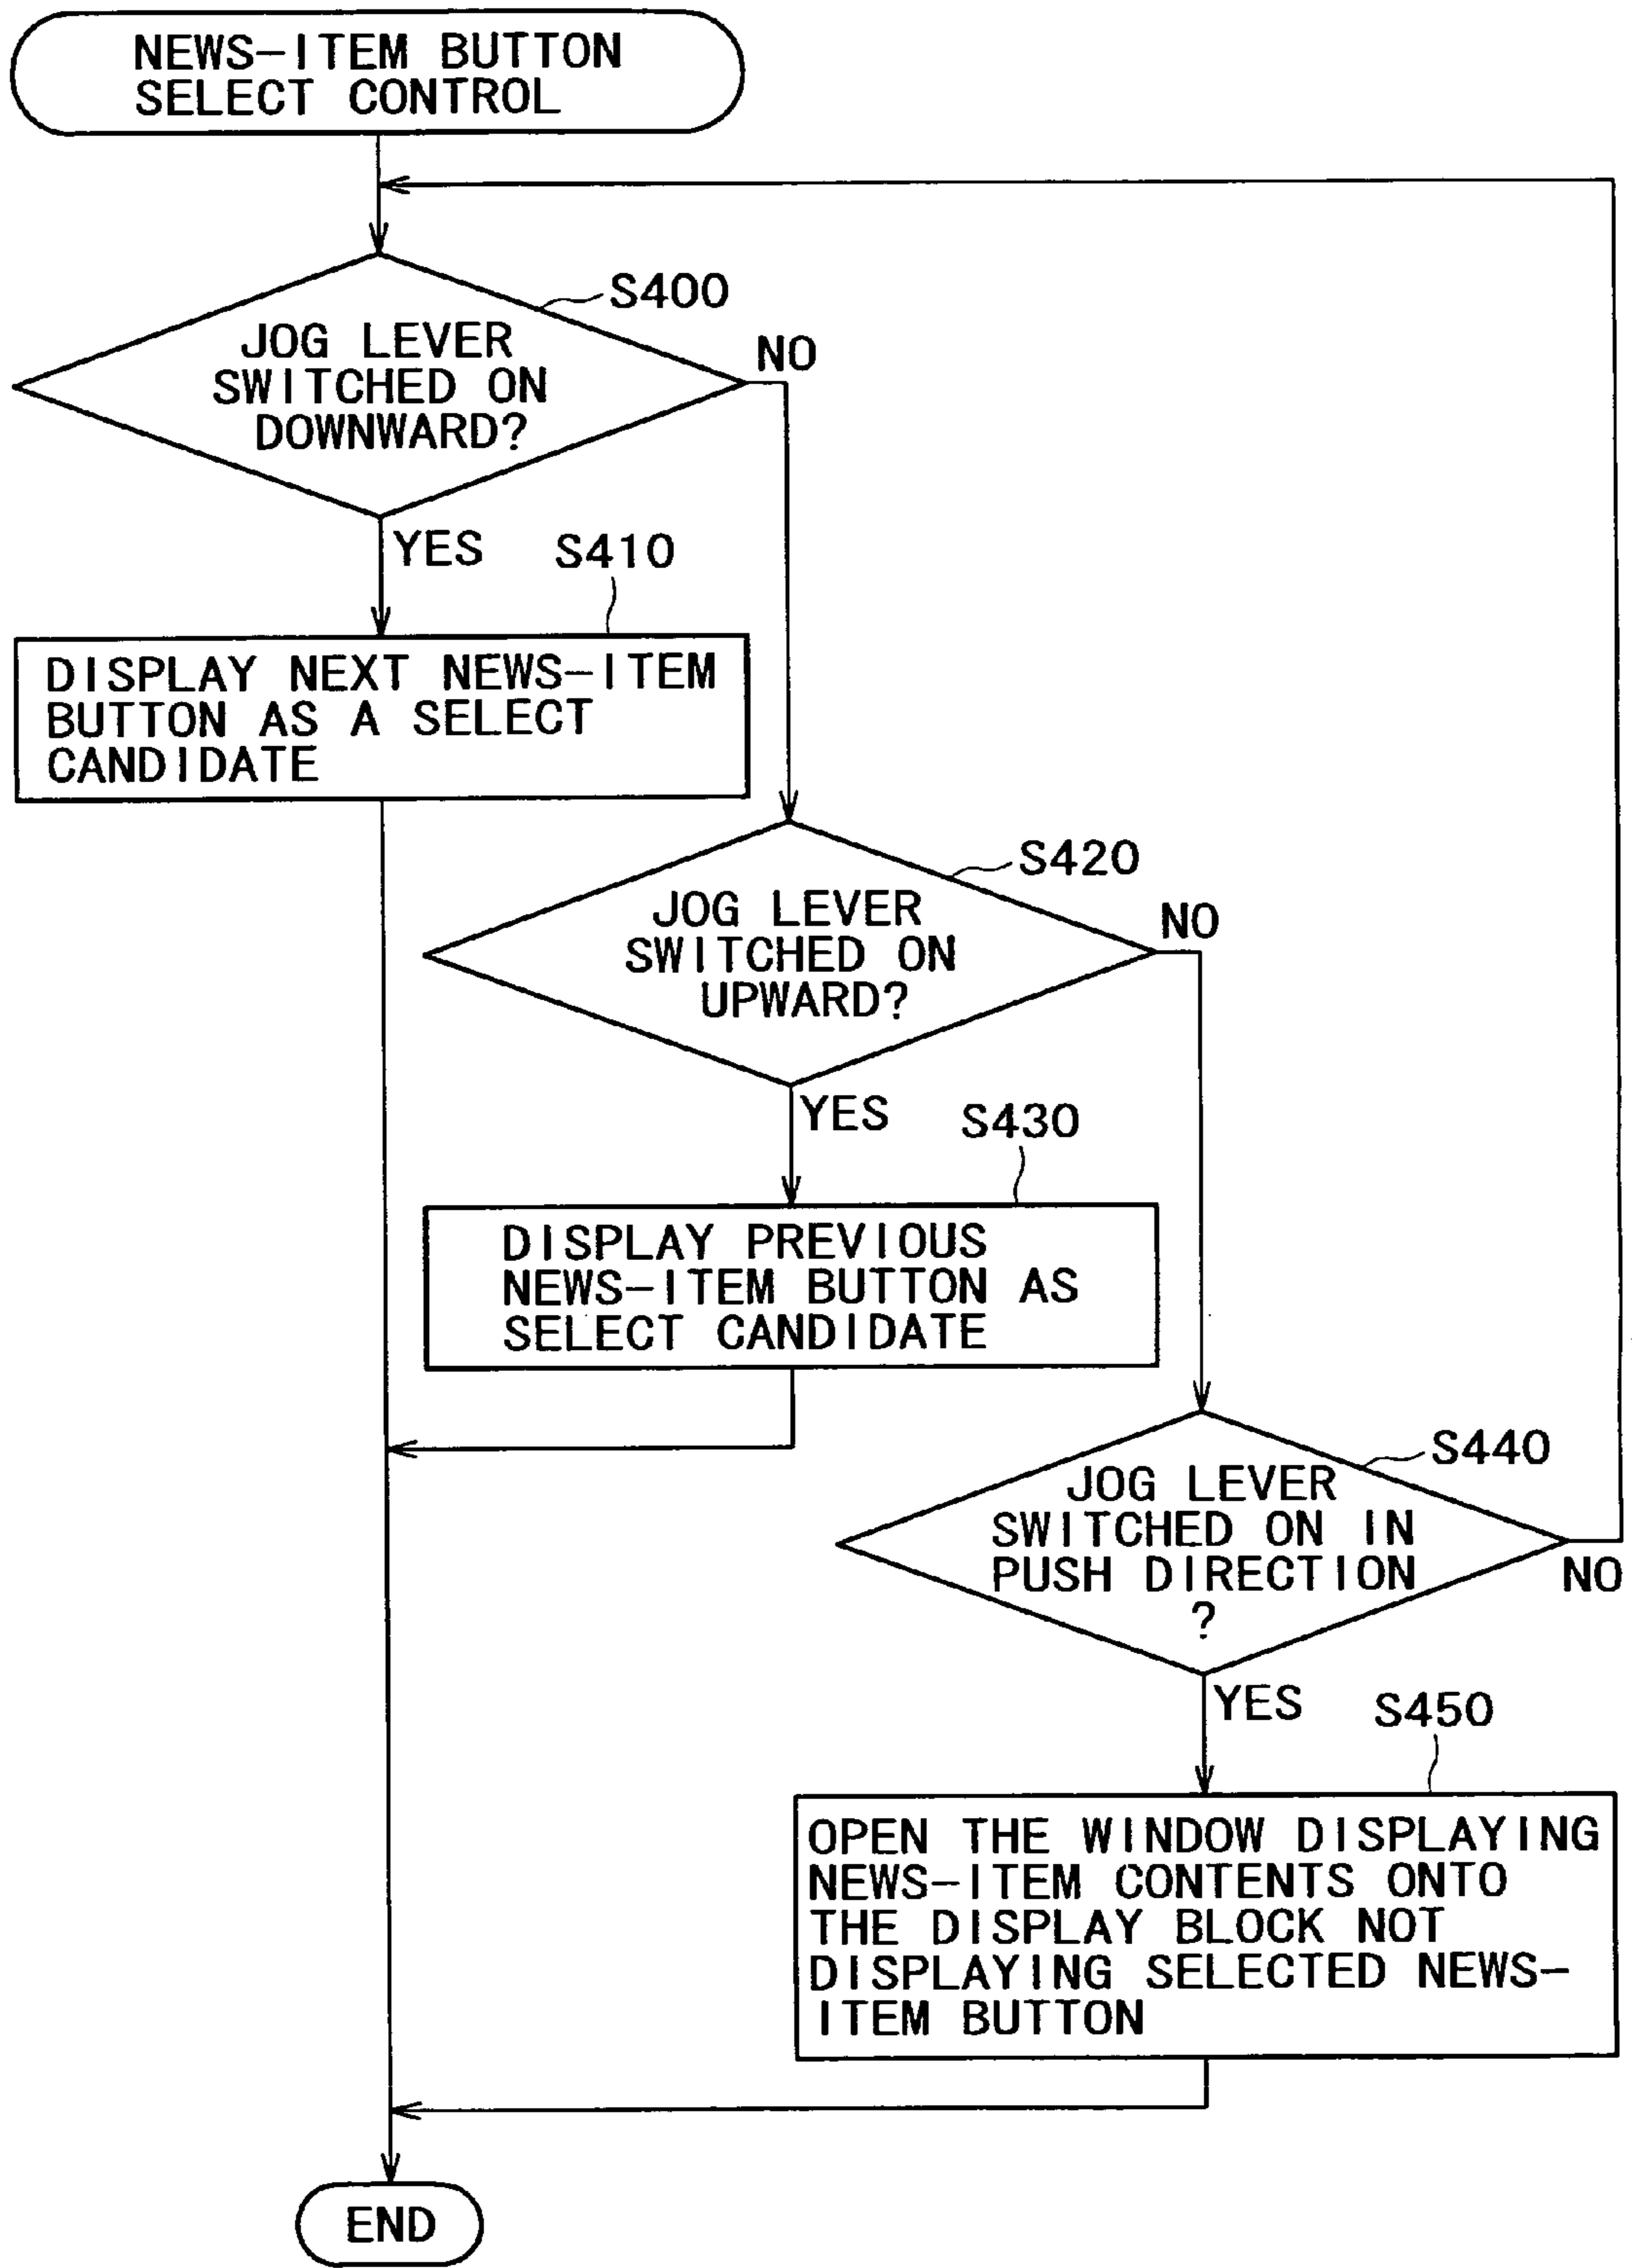 NEWS-ITEM BUTTON
SELECT CONTROL
S400
JOG LEVER
SWITCHED ON
DOWNWARD?
NO
YES
S410
DISPLAY NEXT NEWS-ITEM
BUTTON AS A SELECT
CANDIDATE
S420
JOG LEVER
SWITCHED ON
UPWARD?
NO
YES
S430
DISPLAY PREVIOUS
NEWS-ITEM BUTTON AS
SELECT CANDIDATE
S440
JOG LEVER
SWITCHED ON IN
PUSH DIRECTION
?
NO
YES
S450
OPEN THE WINDOW DISPLAYING
NEWS-ITEM CONTENTS ONTO
THE DISPLAY BLOCK NOT
DISPLAYING SELECTED NEWS-
ITEM BUTTON
END